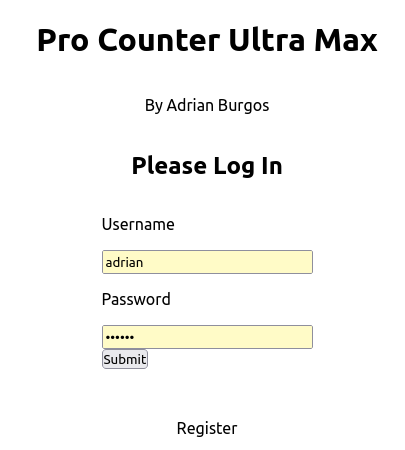 Pro Counter Ultra Max
By Adrian Burgos
Please Log In
Username
adrian
Password
••••••
Submit
Register